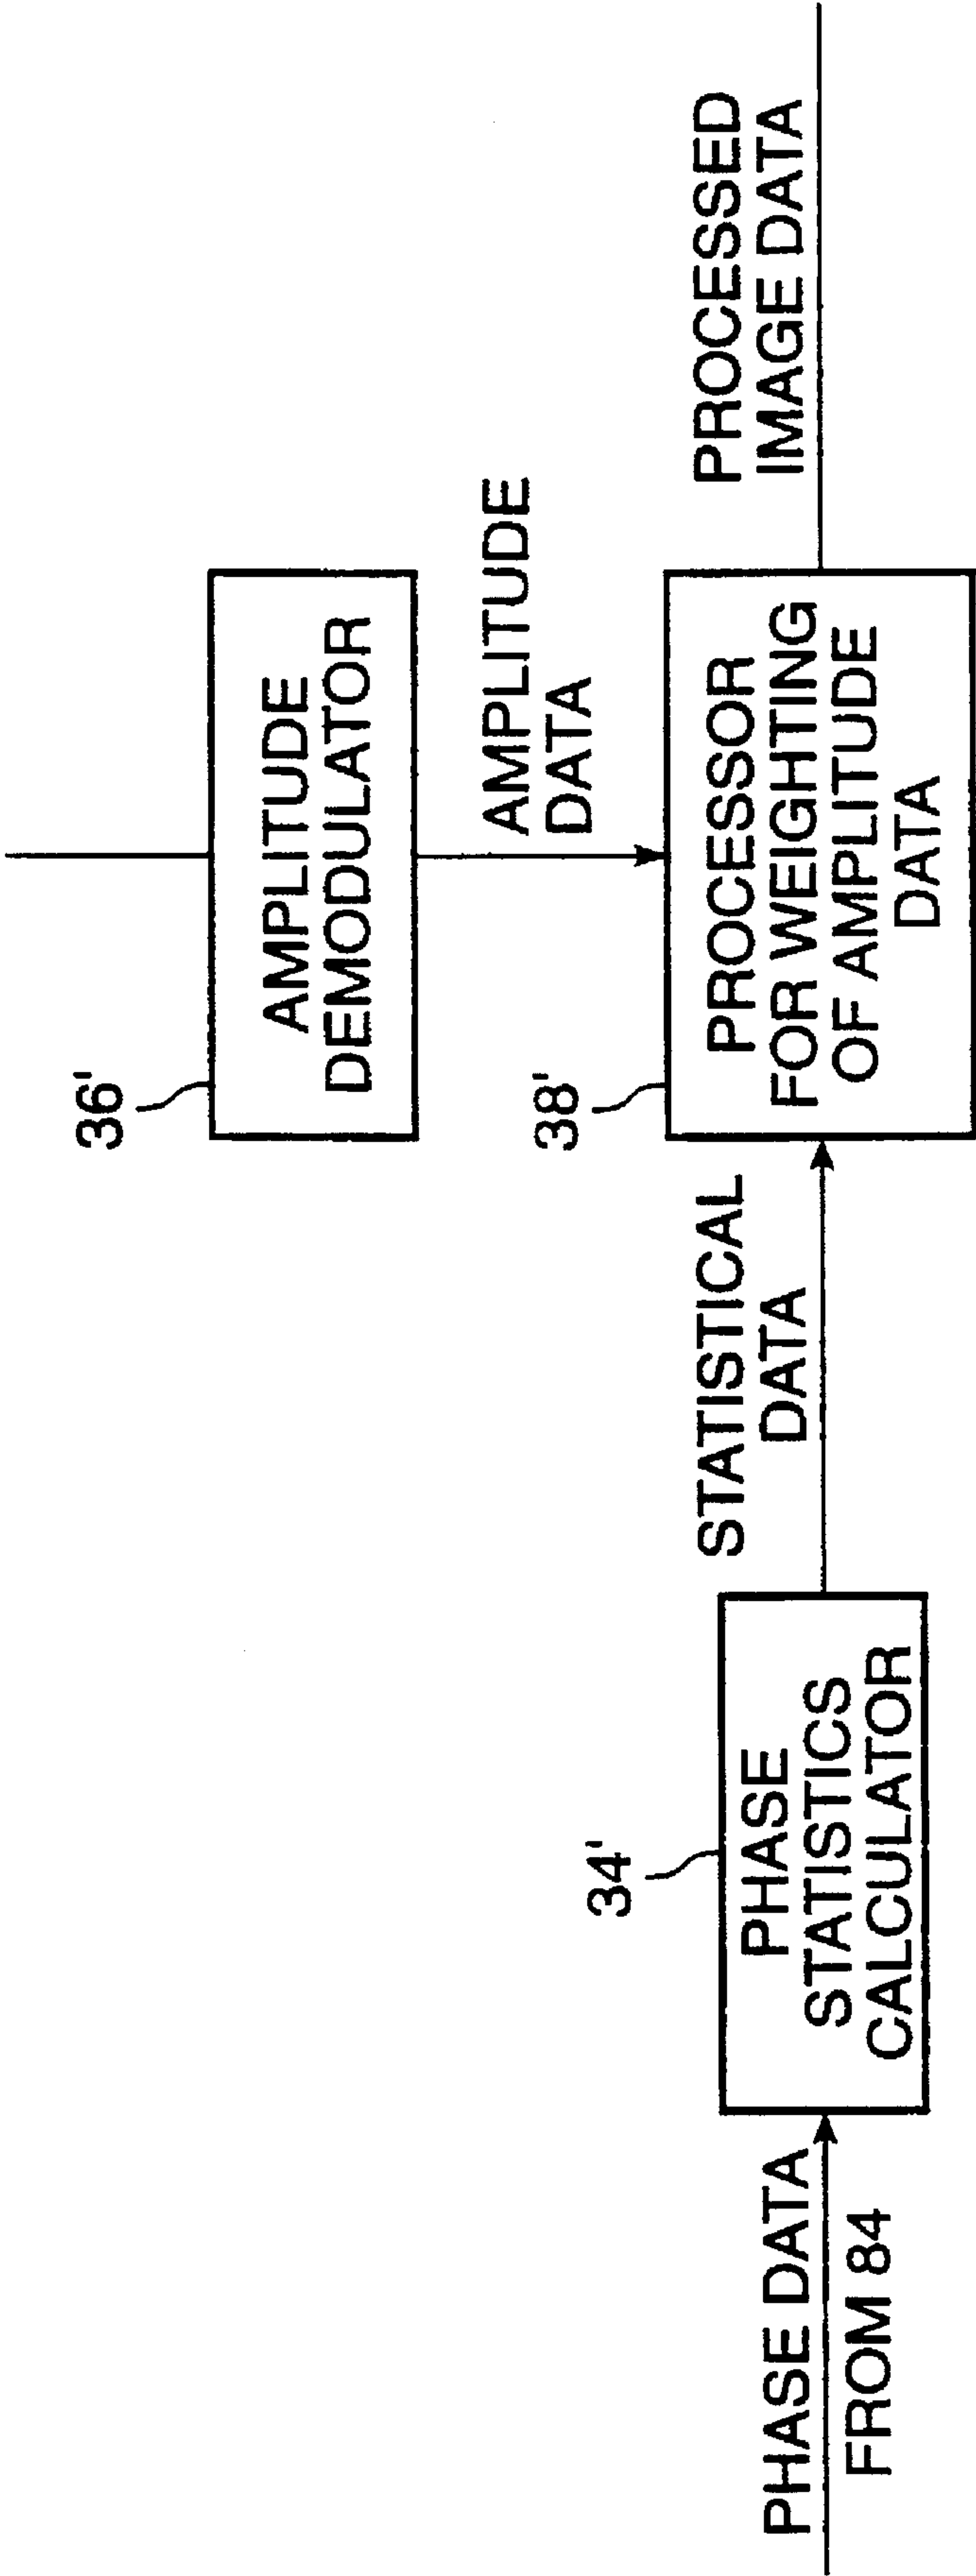 36'
AMPLITUDE
DEMODULATOR
AMPLITUDE
DATA
PHASE DATA
FROM 84
34'
PHASE
STATISTICS
CALCULATOR
STATISTICAL
DATA
38'
PROCESSOR
FOR WEIGHTING
OF AMPLITUDE
DATA
PROCESSED
IMAGE DATA